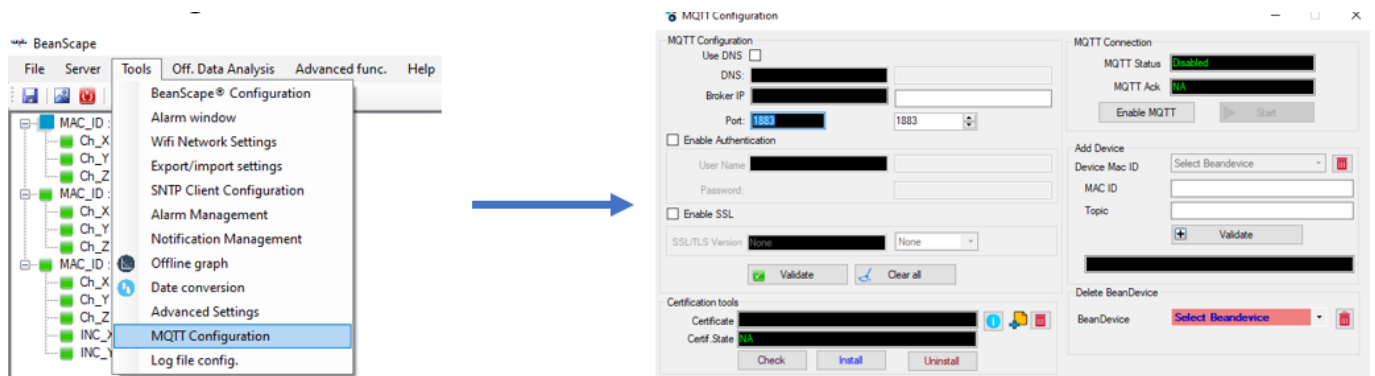 BeanScape
File Server Tools Off. Data Analysis Advanced func. Help
BeanScape® Configuration
Alarm window
Wifi Network Settings
Export/import settings
SNTP Client Configuration
Alarm Management
Notification Management
Offline graph
Date conversion
Advanced Settings
MQTT Configuration
Log file config.
MAC_ID :
Ch_X
Ch_Y
Ch_Z
MAC_ID :
Ch_X
Ch_Y
Ch_Z
MAC_ID :
Ch_X
Ch_Y
Ch_Z
INC_X
INC_Y
MQTT Configuration
MQTT Configuration
Use DNS
DNS:
Broker IP
Port: 1883 1883
Enable Authentication
User Name
Password:
Enable SSL
SSL/TLS Version None None
Validate Clear all
Certification tools
Certificate
Certif.State NA
Check Install Uninstall
MQTT Connection
MQTT Status Disabled
MQTT Ack NA
Enable MQTT Start
Add Device
Device Mac ID Select Beandevice
MAC ID
Topic
Validate
Delete BeanDevice
BeanDevice Select Beandevice